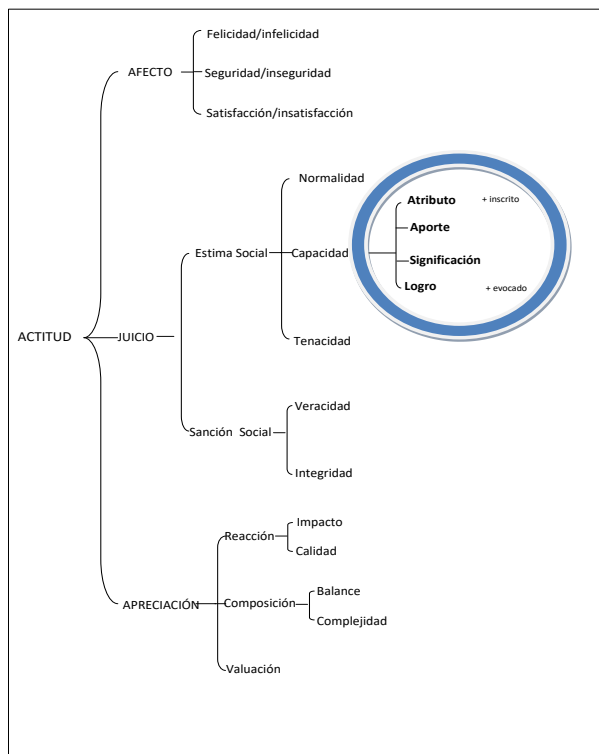 Felicidad/infelicidad
AFECTO
Seguridad/inseguridad
Satisfacción/insatisfacción
Normalidad
Atributo + inscrito
Aporte
Estima Social Capacidad
Significación
Logro + evocado
ACTITUD JUICIO
Tenacidad
Veracidad
Sanción Social
Integridad
Impacto
Reacción
Calidad
Balance
APRECIACIÓN Composición
Complejidad
Valuación